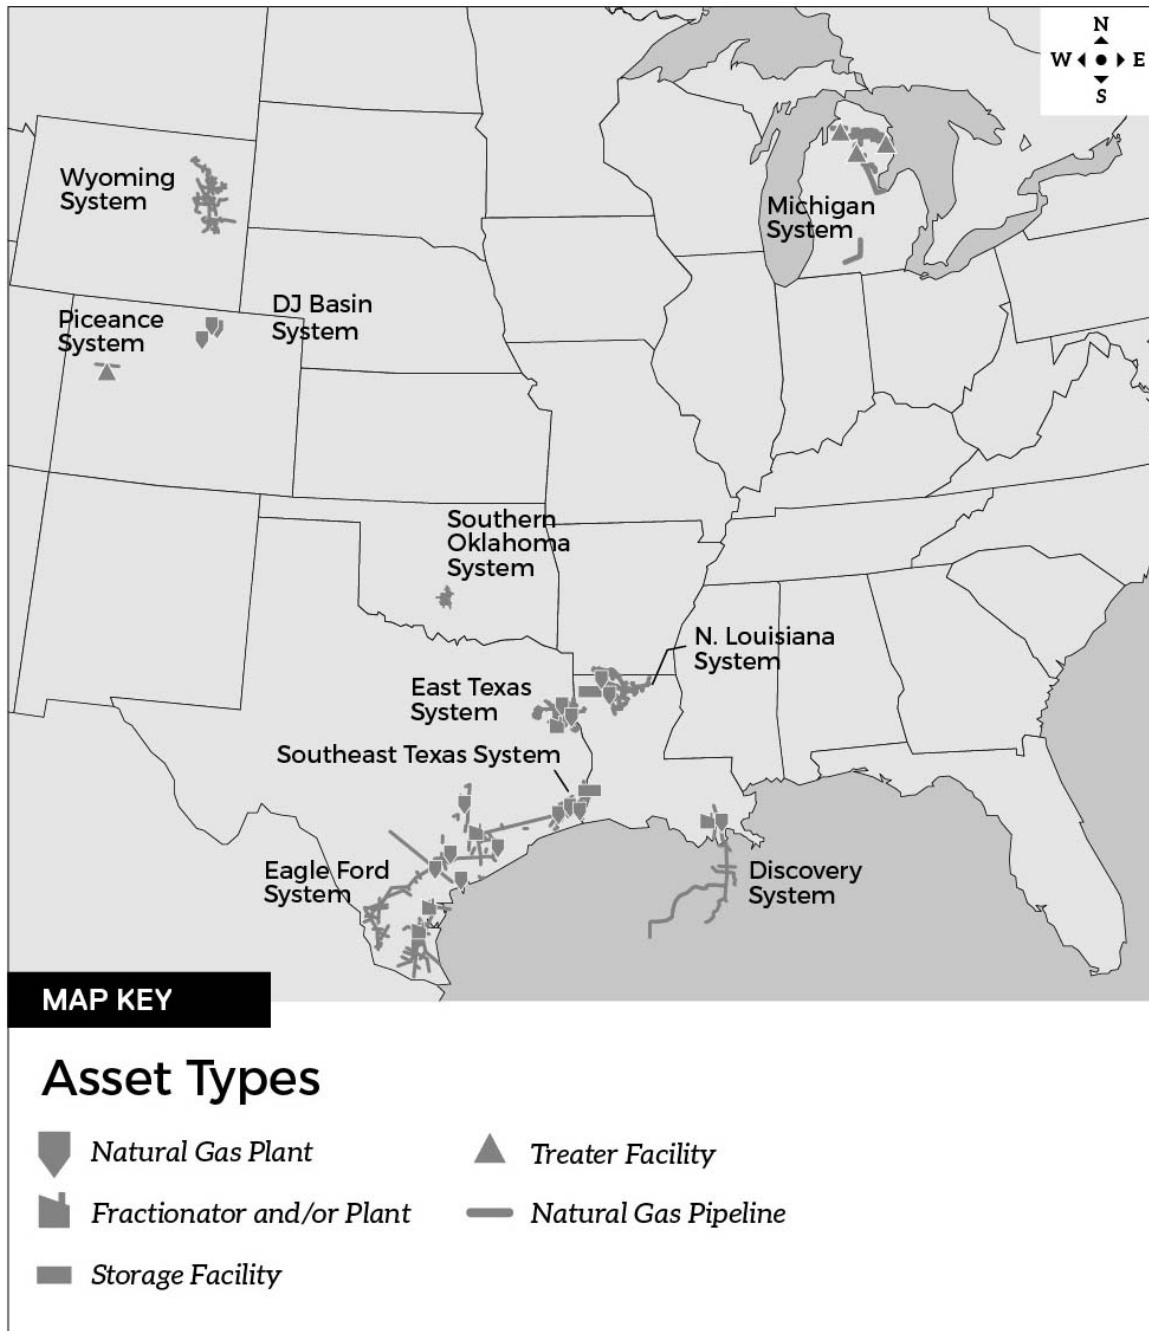 N
W
E
S
Wyoming
System
Michigan
System
DJ Basin
System
Piceance
System
Southern
Oklahoma
System
N. Louisiana
System
East Texas
System
Southeast Texas System
Eagle Ford
System
Discovery
System
MAP KEY
Asset Types
Natural Gas Plant
Treater Facility
Fractionator and/or Plant
Natural Gas Pipeline
Storage Facility